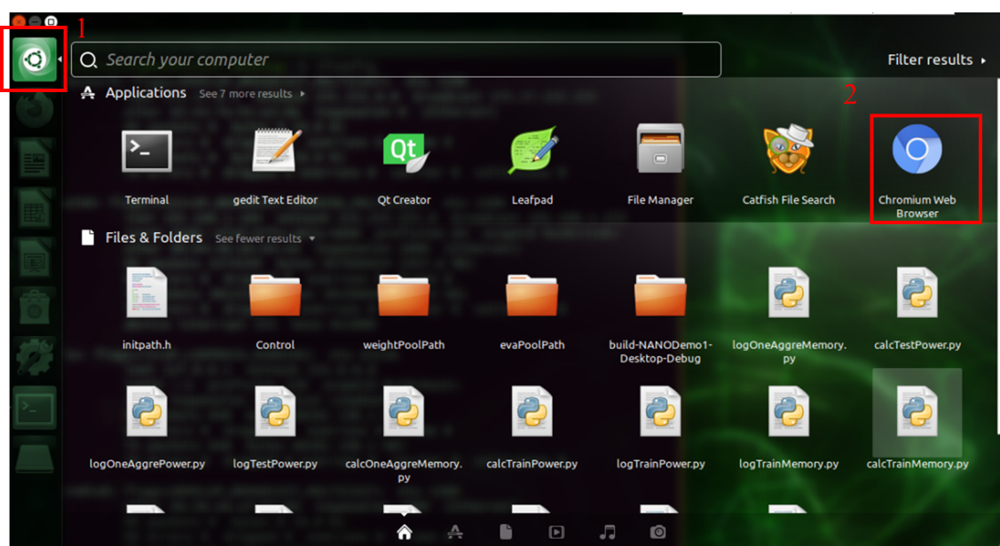 1
Search your computer
Filter results
Applications See 7 more results
2
>_
Qt
Terminal
gedit Text Editor
Qt Creator
Leafpad
File Manager
Catfish File Search
Chromium Web
Browser
Files & Folders See fewer results
initpath.h
Control
weightPoolPath
evaPoolPath
build-NANODemo1-
Desktop-Debug
logOneAggreMemory.
py
calcTestPower.py
logOneAggrePower.py
logTestPower.py
calcOneAggreMemory.
py
calcTrainPower.py
logTrainPower.py
logTrainMemory.py
calcTrainMemory.py